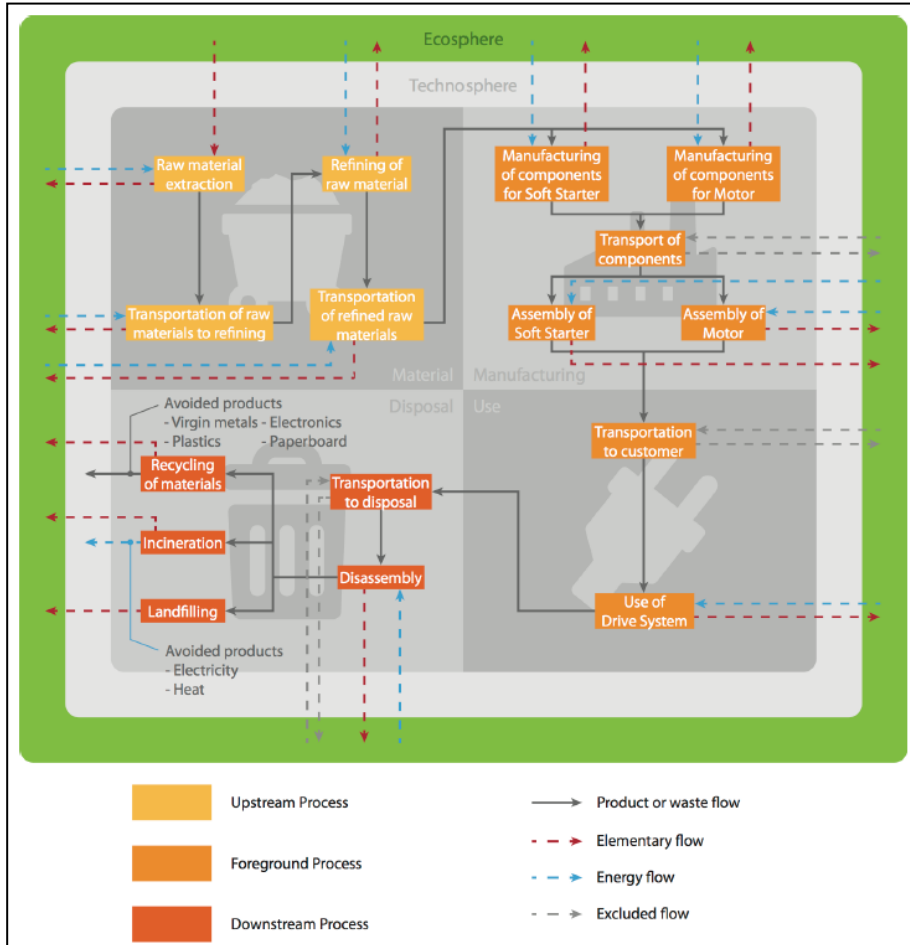 Ecosphere
Technosphere
Raw material
extraction
Refining of
raw material
Transportation of raw
materials to refining
Transportation
of refined raw
materials
Material
Manufacturing
of components
for Soft Starter
Manufacturing
of components
for Motor
Transport of
components
Assembly of
Soft Starter
Assembly of
Motor
Manufacturing
Disposal
Avoided products
- Virgin metals - Electronics
- Plastics - Paperboard
Recycling
of materials
Incineration
Landfilling
Transportation
to disposal
Disassembly
Avoided products
- Electricity
- Heat
Use
Transportation
to customer
Use of
Drive System
Upstream Process
Foreground Process
Downstream Process
Product or waste flow
Elementary flow
Energy flow
Excluded flow